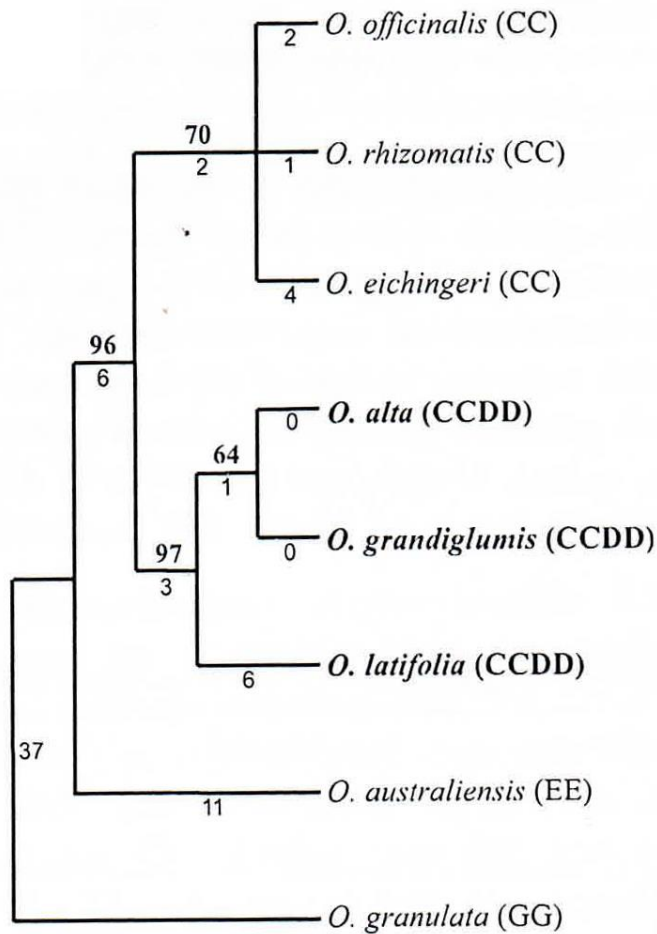 2 O. officinalis (CC)
70
2
1 O. rhizomatis (CC)
4 O. eichingeri (CC)
96
6
0 O. alta (CCDD)
64
1
0 O. grandiglumis (CCDD)
97
3
6 O. latifolia (CCDD)
37
11 O. australiensis (EE)
O. granulata (GG)